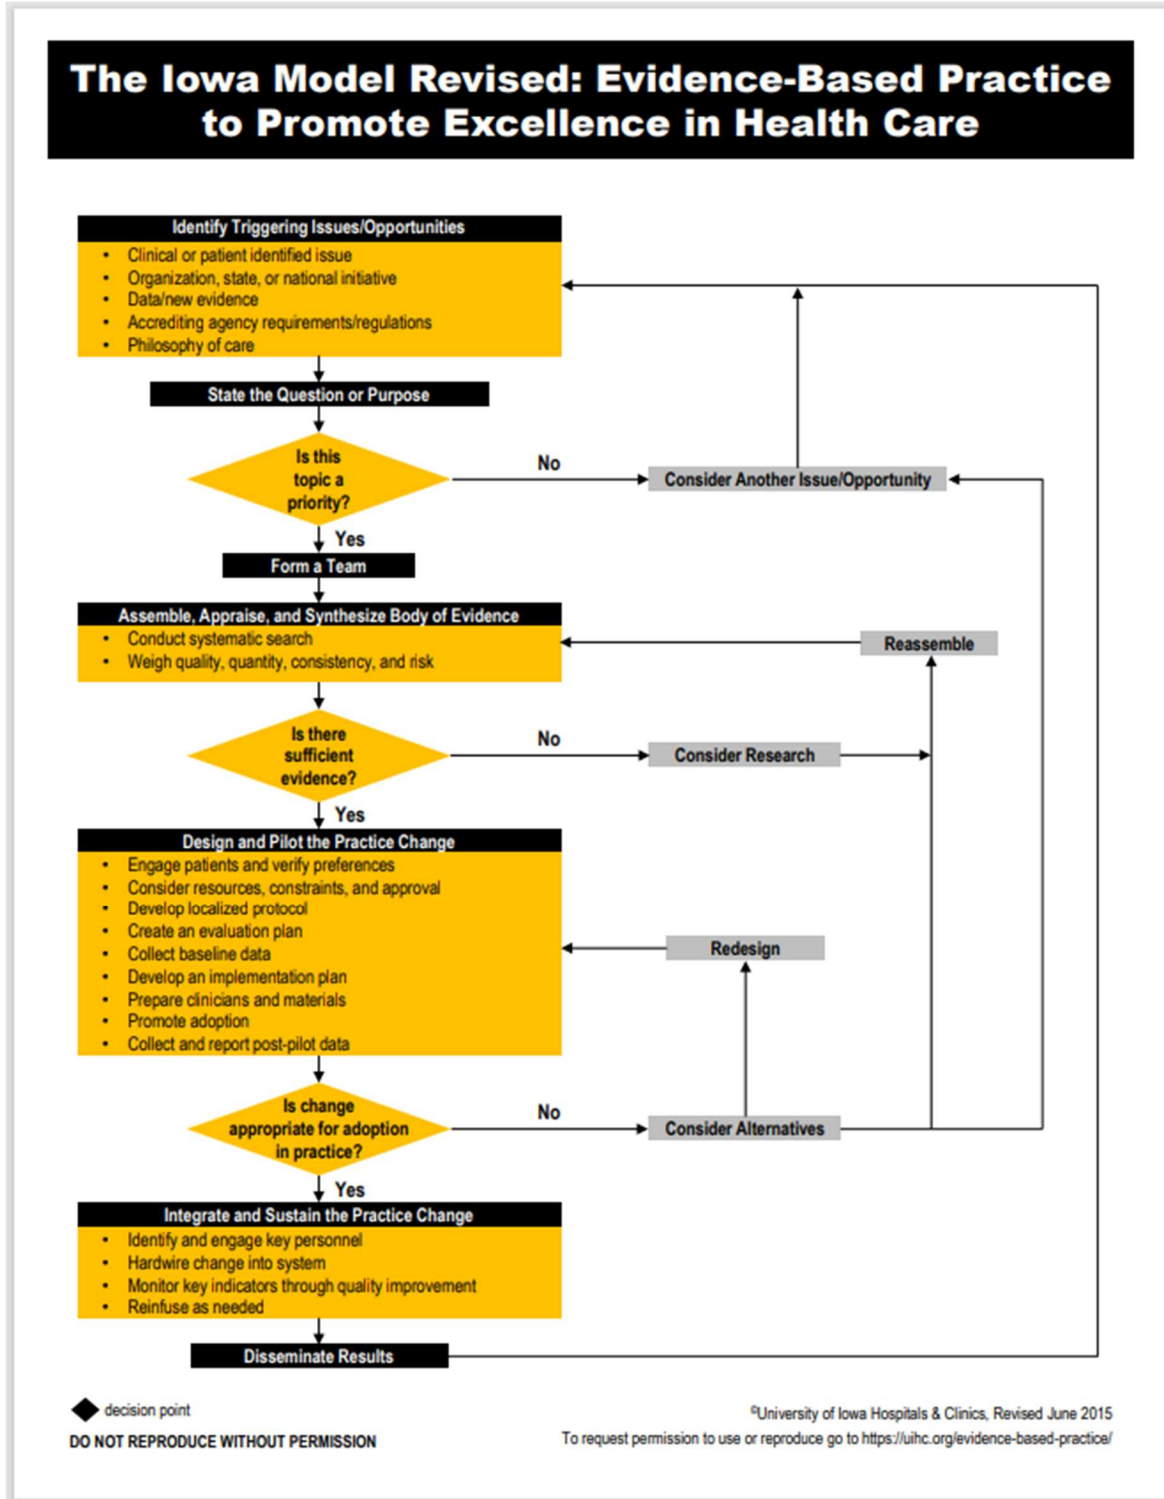 The Iowa Model Revised: Evidence-Based Practice
to Promote Excellence in Health Care
Identify Triggering Issues/Opportunities
• Clinical or patient identified issue
• Organization, state, or national initiative
• Data/new evidence
• Accrediting agency requirements/regulations
• Philosophy of care
State the Question or Purpose
Is this
topic a
priority?
No
Consider Another Issue/Opportunity
Yes
Form a Team
Assemble, Appraise, and Synthesize Body of Evidence
• Conduct systematic search
• Weigh quality, quantity, consistency, and risk
Reassemble
Is there
sufficient
evidence?
No
Consider Research
Yes
Design and Pilot the Practice Change
• Engage patients and verify preferences
• Consider resources, constraints, and approval
• Develop localized protocol
• Create an evaluation plan
• Collect baseline data
• Develop an implementation plan
• Prepare clinicians and materials
• Promote adoption
• Collect and report post-pilot data
Redesign
Is change
appropriate for adoption
in practice?
No
Consider Alternatives
Yes
Integrate and Sustain the Practice Change
• Identify and engage key personnel
• Hardwire change into system
• Monitor key indicators through quality improvement
• Reinfuse as needed
Disseminate Results
decision point
DO NOT REPRODUCE WITHOUT PERMISSION
©University of Iowa Hospitals & Clinics, Revised June 2015
To request permission to use or reproduce go to https://uihc.org/evidence-based-practice/